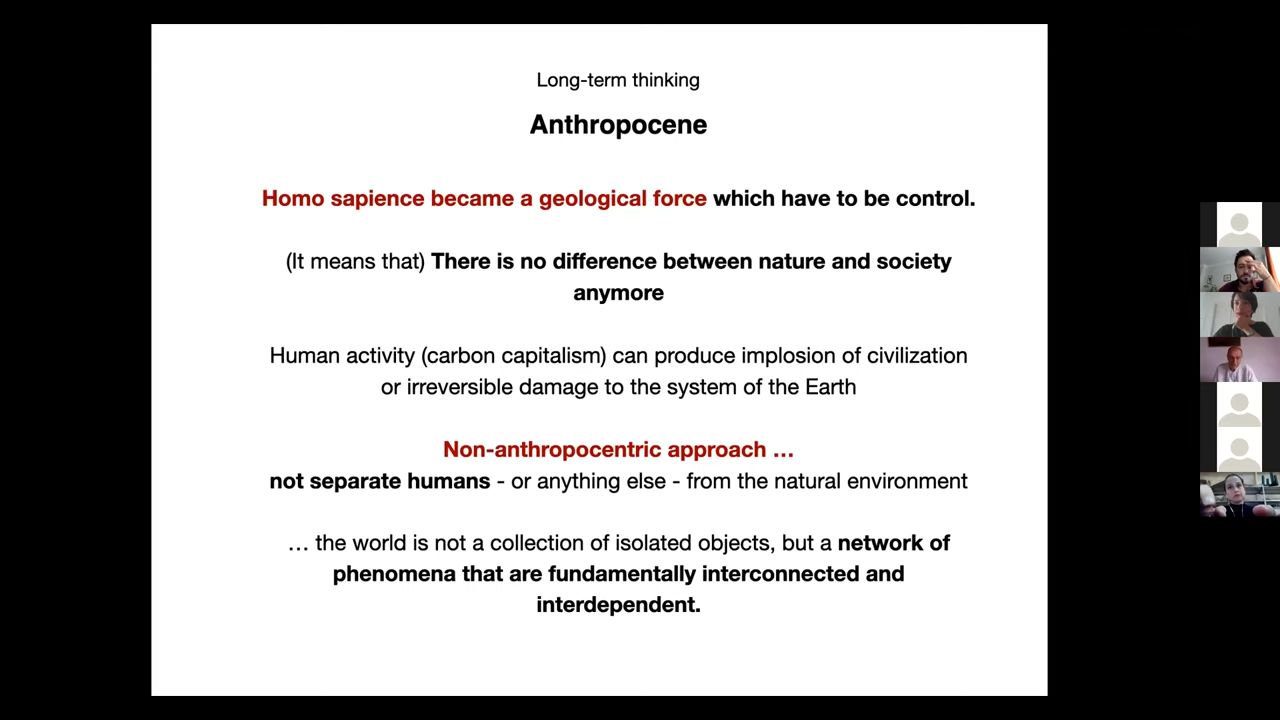 Long-term thinking
Anthropocene
Homo sapience became a geological force which have to be control.
(It means that) There is no difference between nature and society
anymore
Human activity (carbon capitalism) can produce implosion of civilization
or irreversible damage to the system of the Earth
Non-anthropocentric approach …
not separate humans - or anything else - from the natural environment
… the world is not a collection of isolated objects, but a network of
phenomena that are fundamentally interconnected and
interdependent.